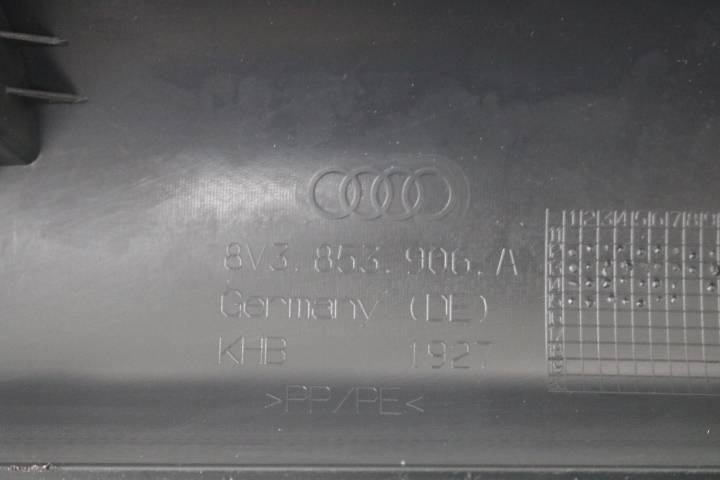 8V3.853.906.A
Germany (DE)
KHB 1927
>PP/PE<